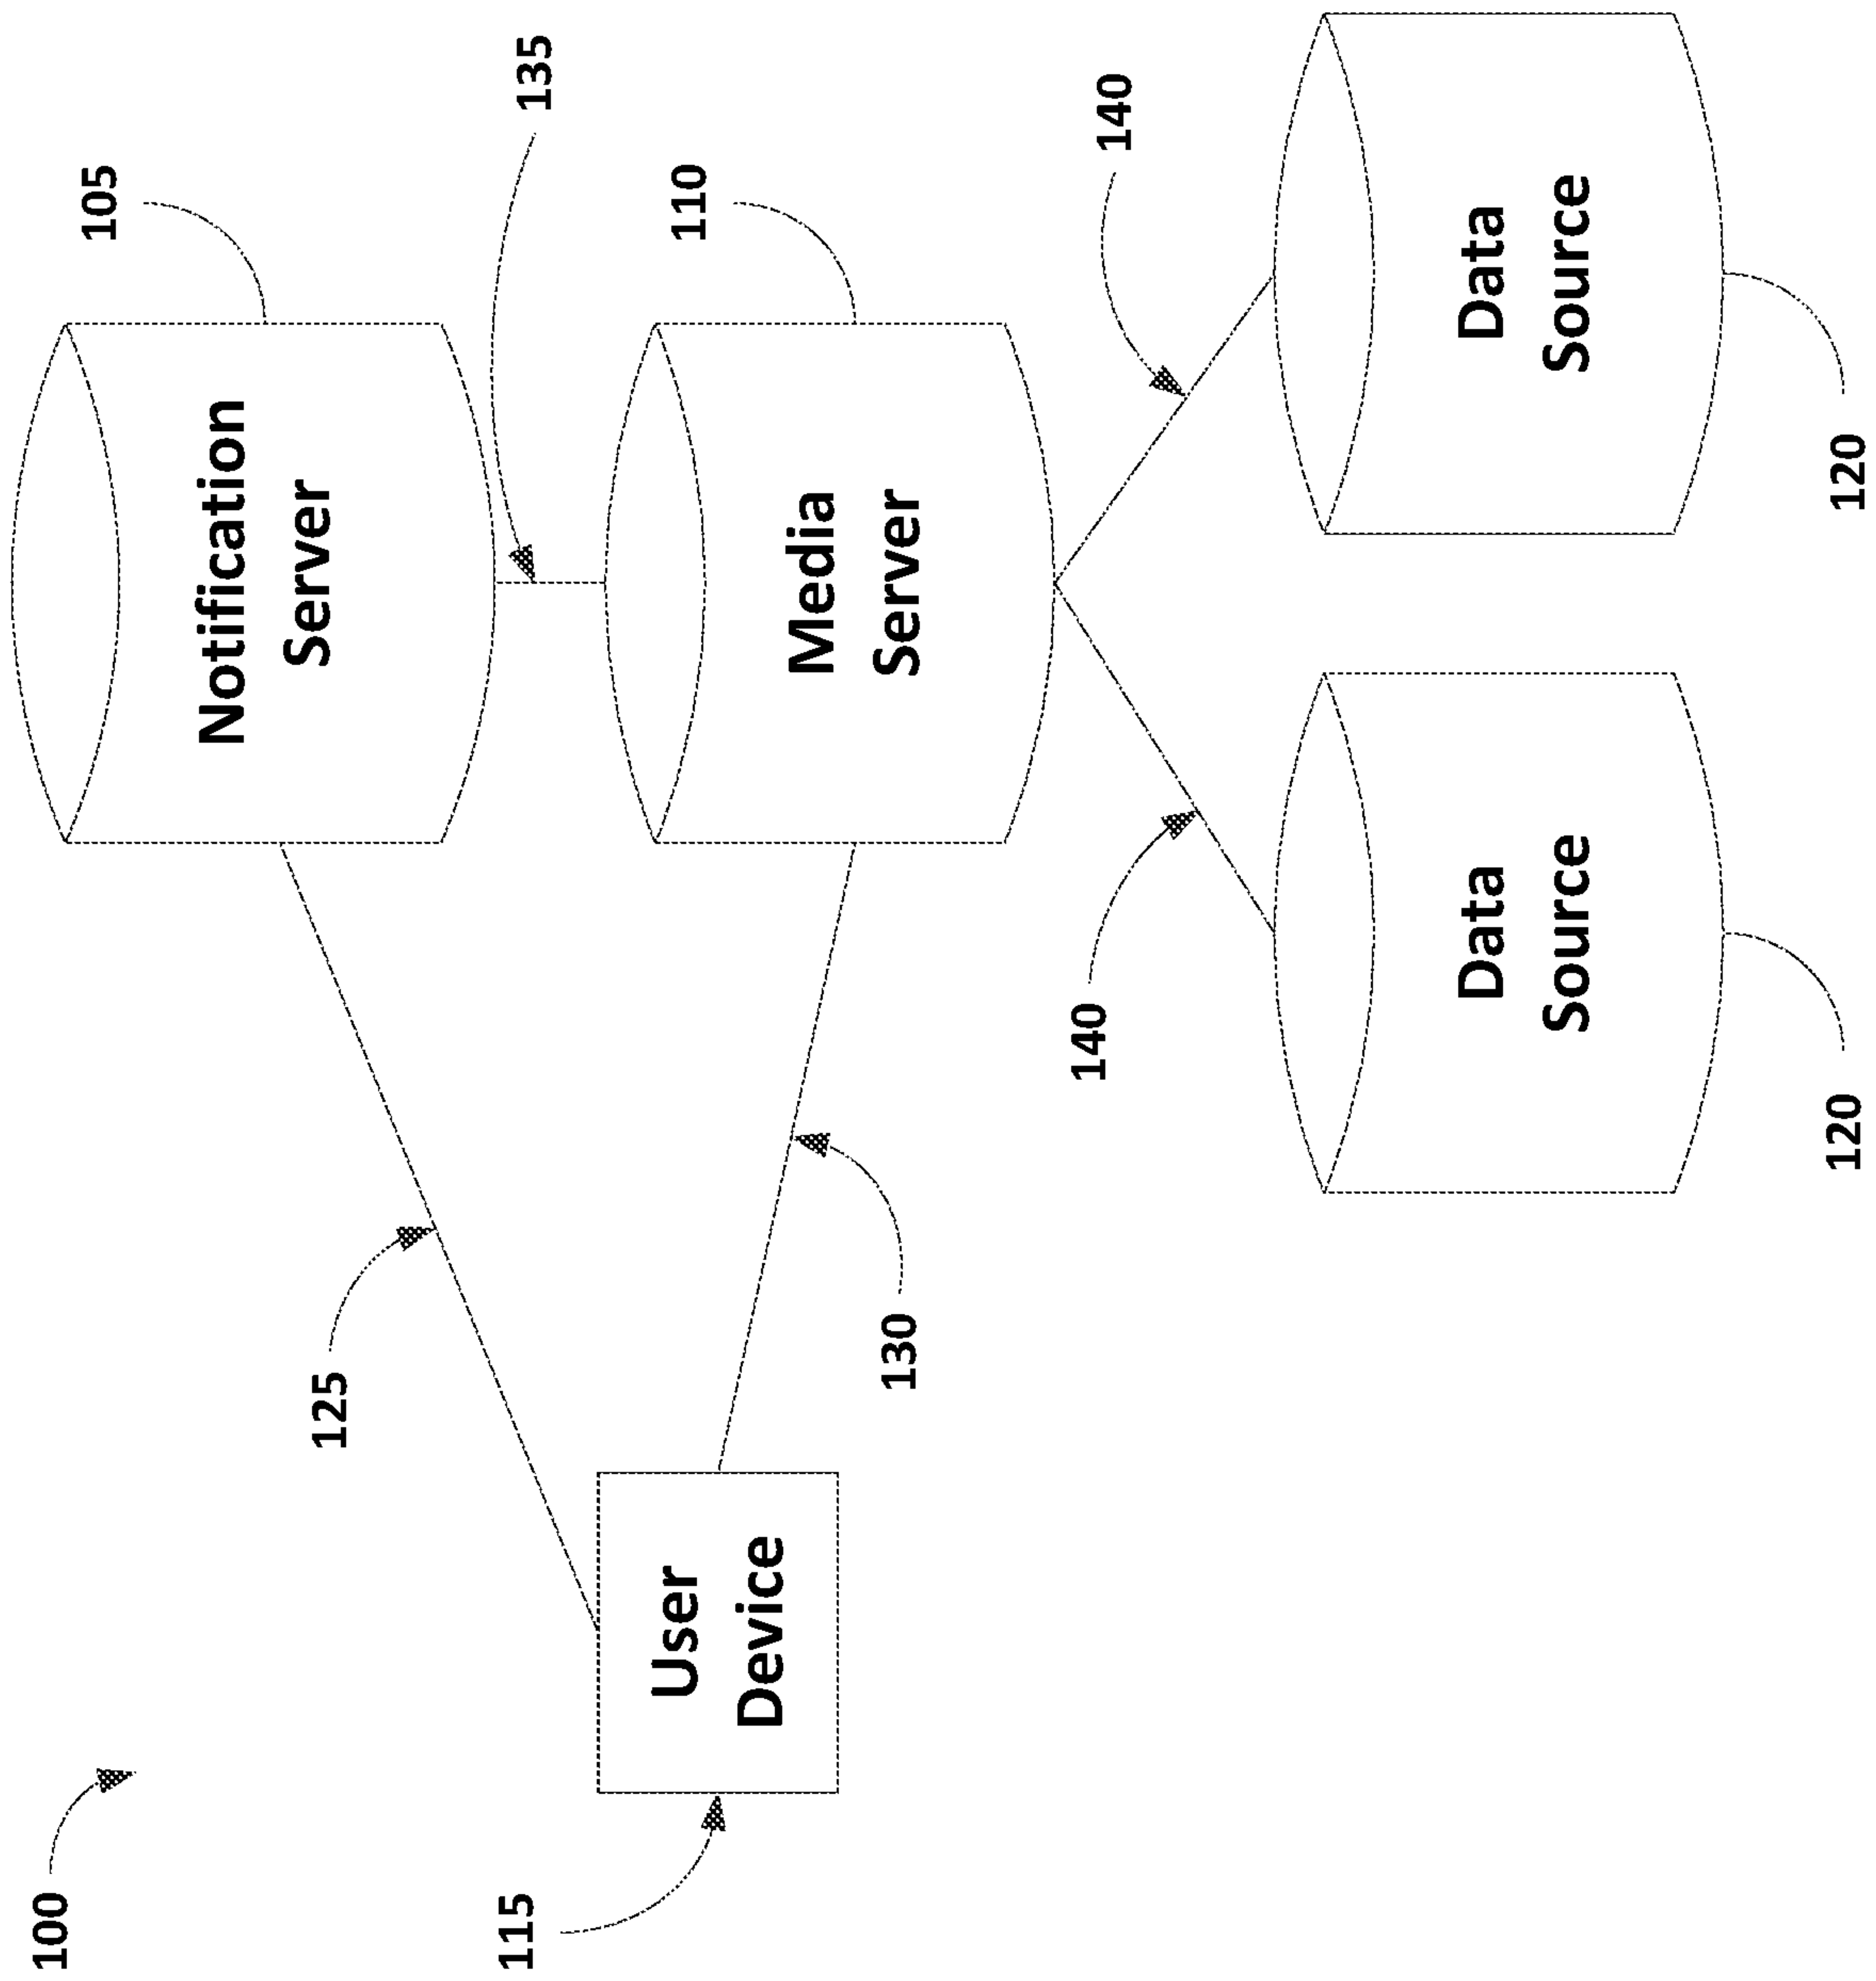 100
115
User
Device
125
130
Notification
Server
105
135
Media
Server
110
140
Data
Source
120
140
Data
Source
120